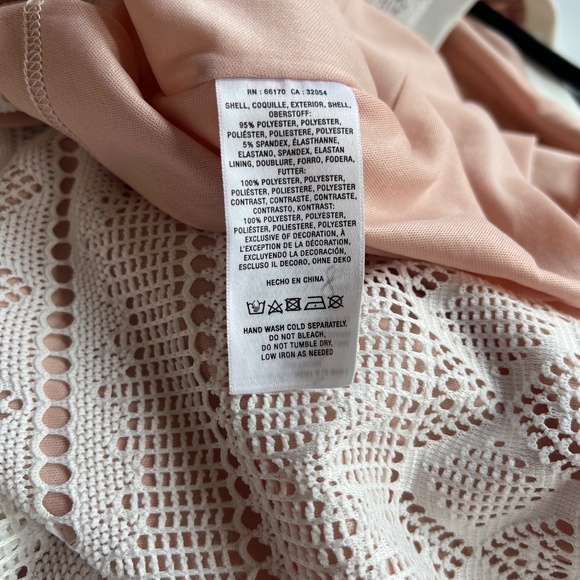 RN : 66170 CA : 32054
SHELL, COQUILLE, EXTERIOR, SHELL,
OBERSTOFF:
95% POLYESTER, POLYESTER,
POLIÉSTER, POLIESTERE, POLYESTER
5% SPANDEX, ÉLASTHANNE,
ELASTANO, SPANDEX, ELASTAN
LINING, DOUBLURE, FORRO, FODERA,
FUTTER:
100% POLYESTER, POLYESTER
POLIÉSTER, POLIESTERE, POLYESTER
CONTRAST, CONTRASTE, CONTRASTE,
CONTRASTO, KONTRAST:
100% POLYESTER, POLYESTER,
POLIÉSTER, POLIESTERE, POLYESTER
EXCLUSIVE OF DECORATION, À
L'EXCEPTION DE LA DÉCORATION,
EXCLUYENDO LA DECORACIÓN,
ESCLUSO IL DECORO, OHNE DEKO
HECHO EN CHINA
HAND WASH COLD SEPARATELY,
DO NOT BLEACH,
DO NOT TUMBLE DRY,
LOW IRON AS NEEDED